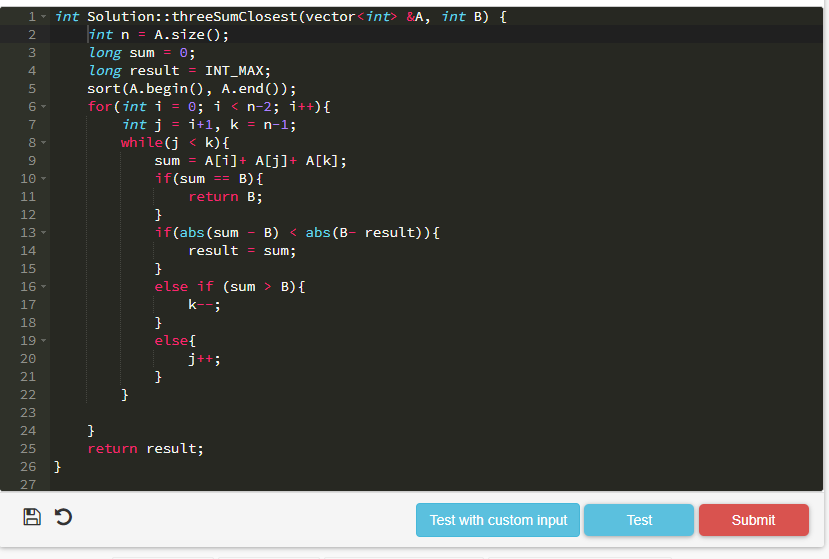 1 int Solution::threeSumClosest(vector<int> &A, int B) {
2 int n = A.size();
3 long sum = 0;
4 long result = INT_MAX;
5 sort(A.begin(), A.end());
6 for(int i = 0; i < n-2; i++){
7 int j = i+1, k = n-1;
8 while(j < k){
9 sum = A[i]+ A[j]+ A[k];
10 if(sum == B){
11 return B;
12 }
13 if(abs(sum - B) < abs(B- result)){
14 result = sum;
15 }
16 else if (sum > B){
17 k--;
18 }
19 else{
20 j++;
21 }
22 }
23
24 }
25 return result;
26 }
27
Test with custom input Test Submit